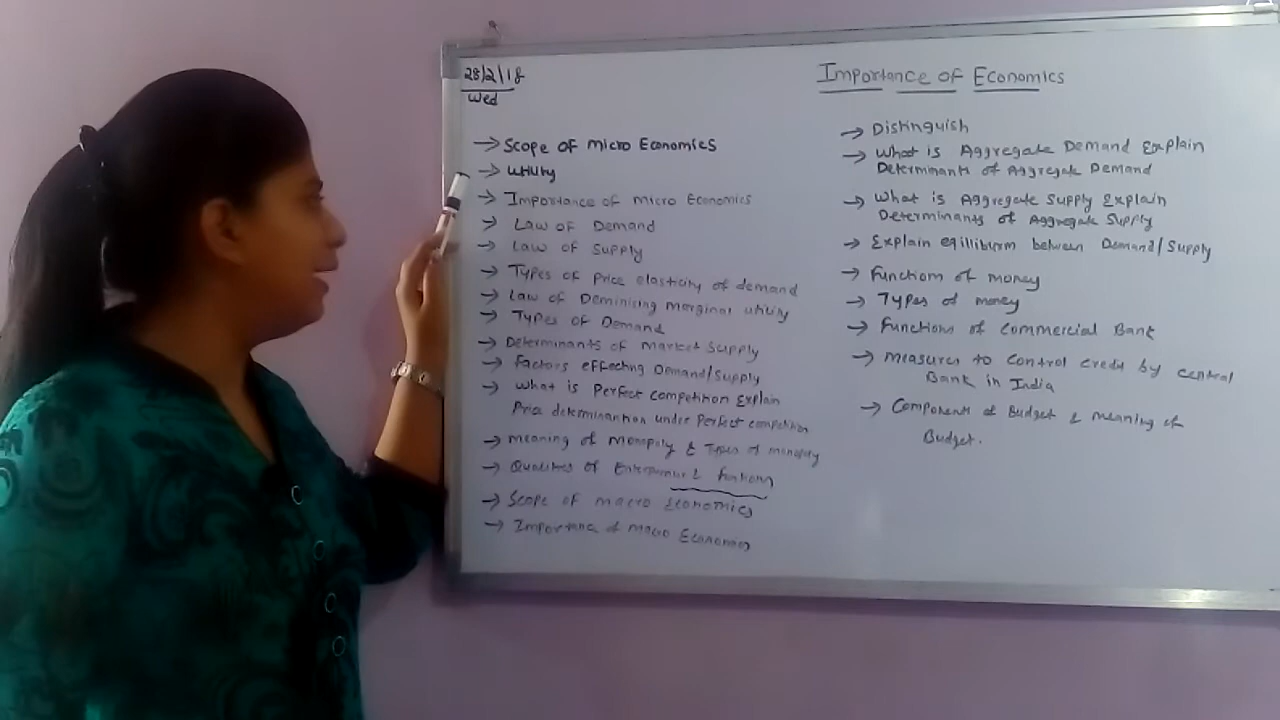 28/2/18
Wed
Importance of Economics
→ Scope of micro Economics
→ Utility
→ Importance of micro Economics
→ Law of Demand
→ Law of Supply
→ Types of Price elasticity of demand
→ Law of Deminising marginal utility
→ Types of Demand
→ Determinants of market Supply
→ Factors effecting Demand/Supply
→ What is Perfect competition Explain
Price determination under Perfect competition
→ Meaning of monopoly & Types of monopoly
→ Qualities of & functions
→ Scope of macro Economics
→ Importance of macro Economics
→ Distinguish
→ What is Aggregate Demand Explain
Determinants of Aggregate Demand
→ What is Aggregate Supply Explain
Determinants of Aggregate Supply
→ Explain eqilibirm between Demand/Supply
→ Functions of money
→ Types of money
→ Functions of Commercial Bank
→ Measures to Control credit by central
Bank in India
→ Components of Budget & Meaning of
Budget.